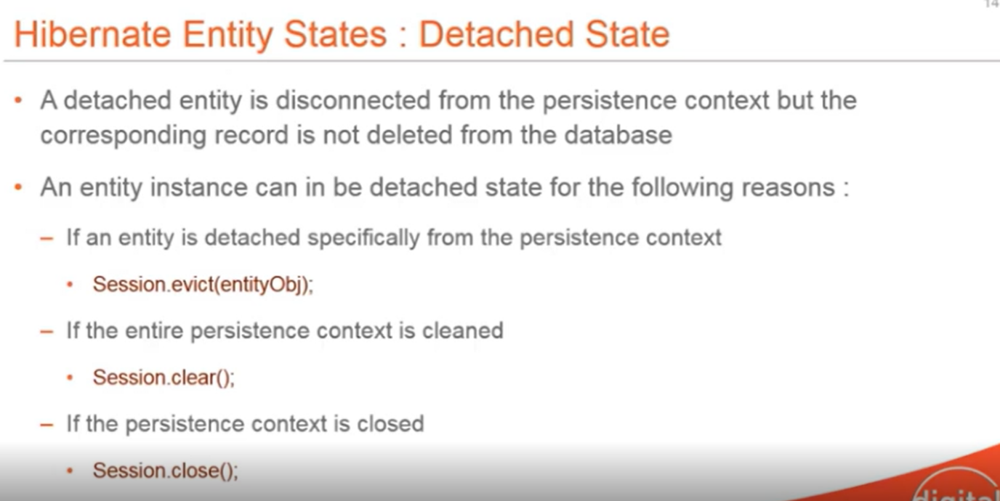 14
Hibernate Entity States : Detached State
• A detached entity is disconnected from the persistence context but the
corresponding record is not deleted from the database
• An entity instance can in be detached state for the following reasons :
– If an entity is detached specifically from the persistence context
• Session.evict(entityObj);
– If the entire persistence context is cleaned
• Session.clear();
– If the persistence context is closed
• Session.close();
digital